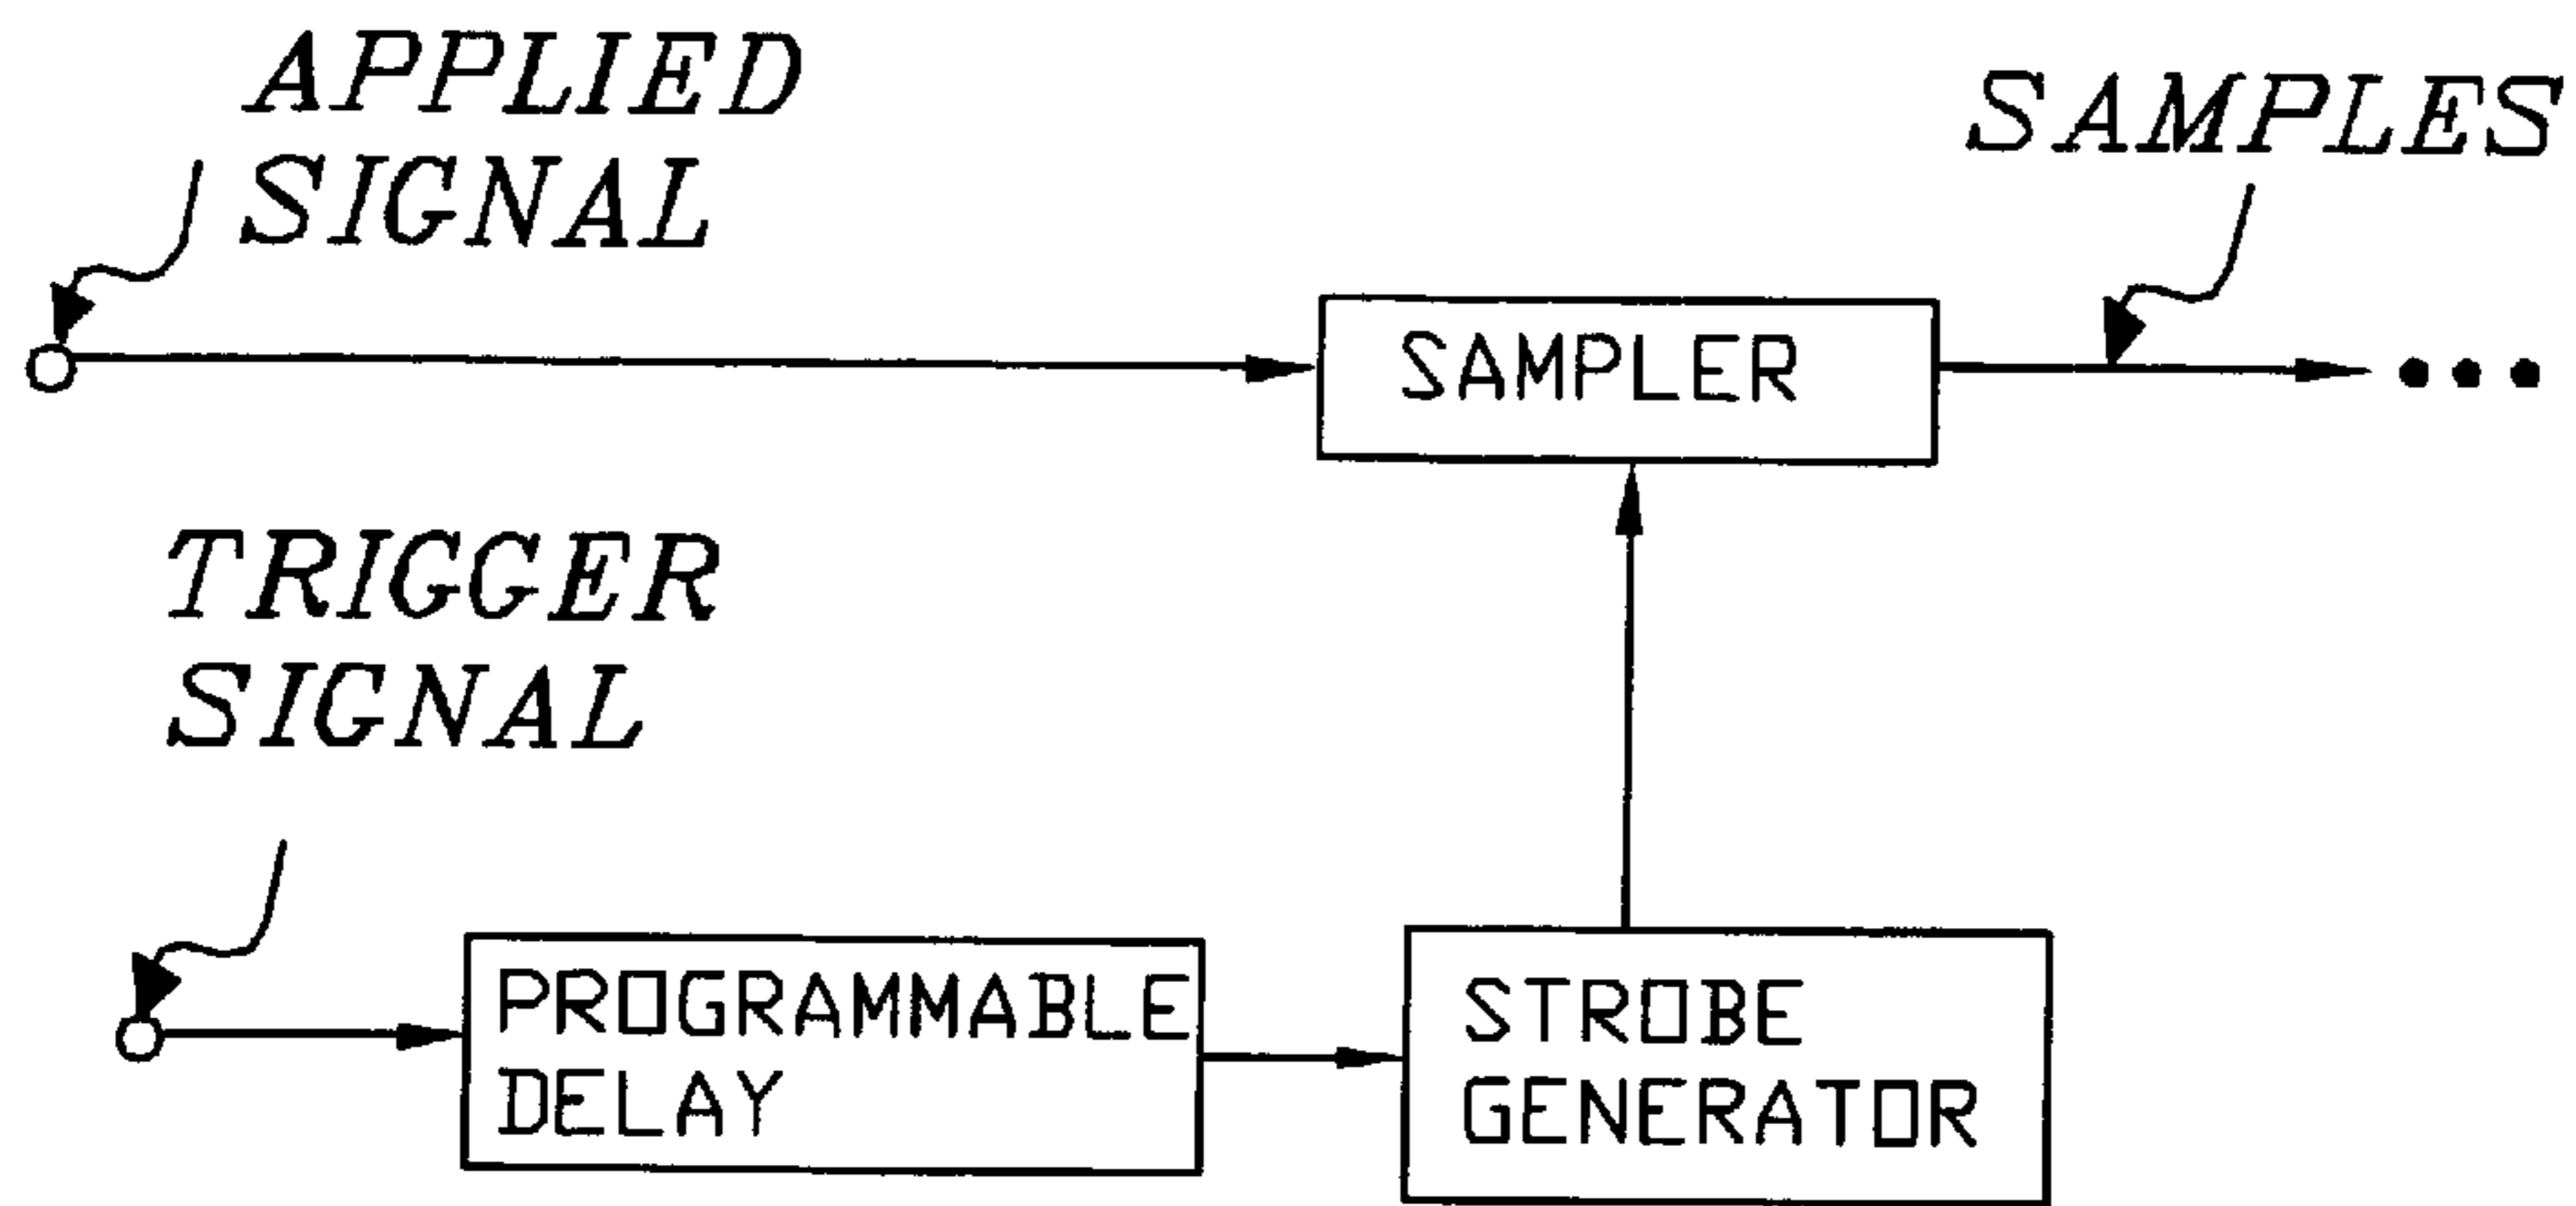 APPLIED
SIGNAL
SAMPLES
SAMPLER
TRIGGER
SIGNAL
PROGRAMMABLE
DELAY
STROBE
GENERATOR